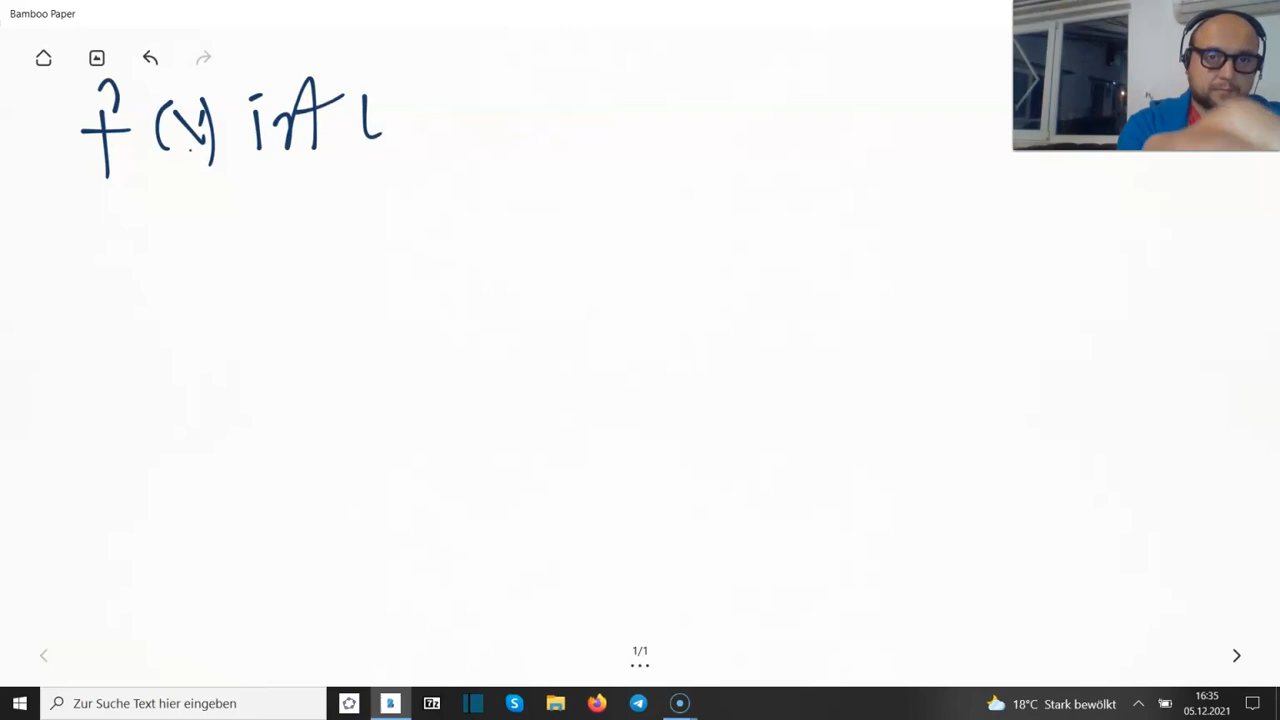 Bamboo Paper
f(x) ist
1/1
Zur Suche Text hier eingeben
18°C Stark bewölkt
16:35
05.12.2021